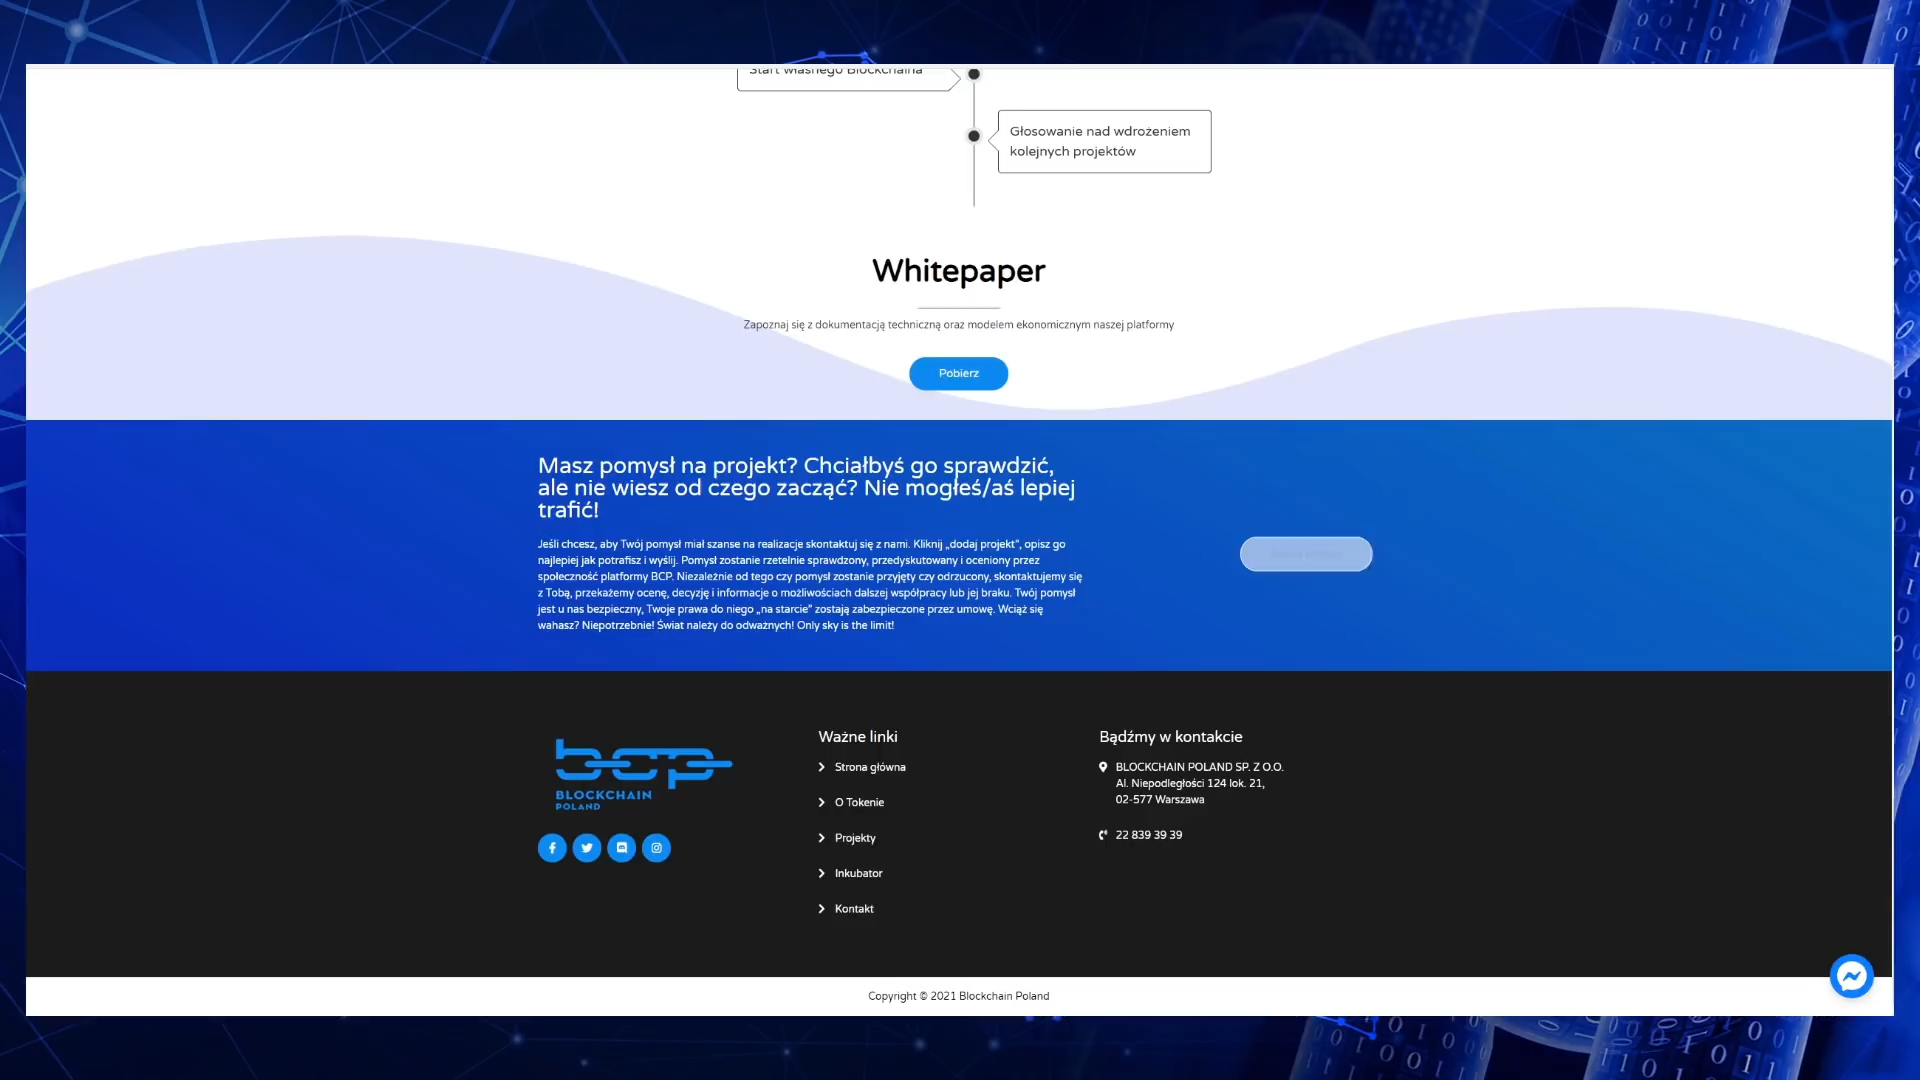 Start własnego Blockchaina
Głosowanie nad wdrożeniem
kolejnych projektów
Whitepaper
Zapoznaj się z dokumentacją techniczną oraz modelem ekonomicznym naszej platformy
Pobierz
Masz pomysł na projekt? Chciałbyś go sprawdzić,
ale nie wiesz od czego zacząć? Nie mogłeś/aś lepiej
trafić!
Jeśli chcesz, aby Twój pomysł miał szanse na realizacje skontaktuj się z nami. Kliknij „dodaj projekt”, opisz go
najlepiej jak potrafisz i wyślij. Pomysł zostanie rzetelnie sprawdzony, przedyskutowany i oceniony przez
społeczność platformy BCP. Niezależnie od tego czy pomysł zostanie przyjęty czy odrzucony, skontaktujemy się
z Tobą, przekażemy ocenę, decyzję i informacje o możliwościach dalszej współpracy lub jej braku. Twój pomysł
jest u nas bezpieczny, Twoje prawa do niego „na starcie” zostają zabezpieczone przez umowę. Wciąż się
wahasz? Niepotrzebnie! Świat należy do odważnych! Only sky is the limit!
bcp
BLOCKCHAIN
POLAND
Ważne linki
Strona główna
O Tokenie
Projekty
Inkubator
Kontakt
Bądźmy w kontakcie
BLOCKCHAIN POLAND SP. Z O.O.
Al. Niepodległości 124 lok. 21,
02-577 Warszawa
22 839 39 39
Copyright © 2021 Blockchain Poland